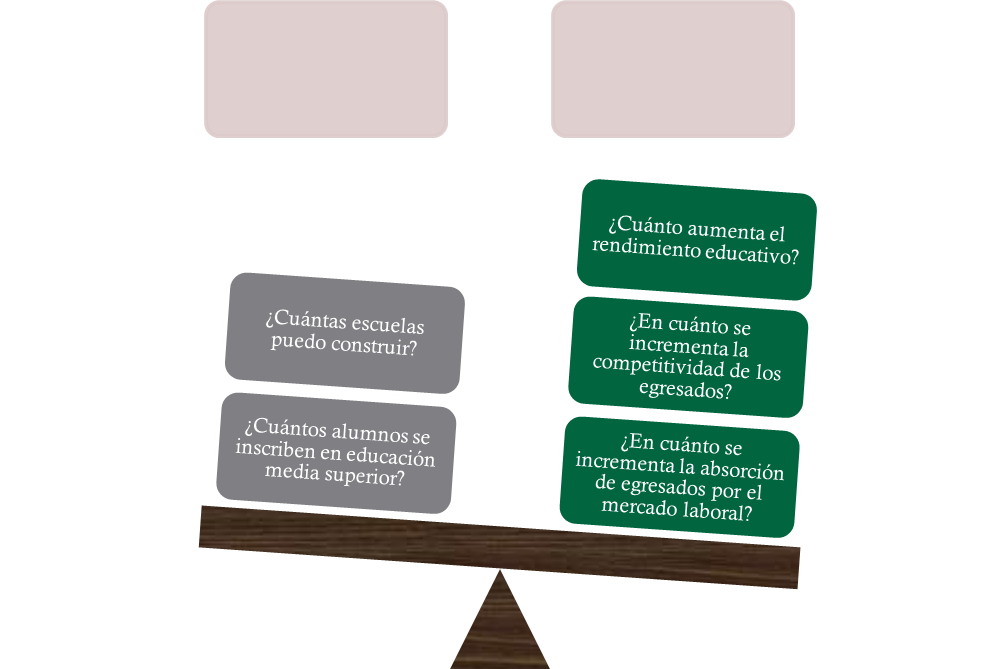 ¿Cuántas escuelas
puedo construir?
¿Cuántos alumnos se
inscriben en educación
media superior?
¿Cuánto aumenta el
rendimiento educativo?
¿En cuánto se
incrementa la
competitividad de los
egresados?
¿En cuánto se
incrementa la absorción
de egresados por el
mercado laboral?